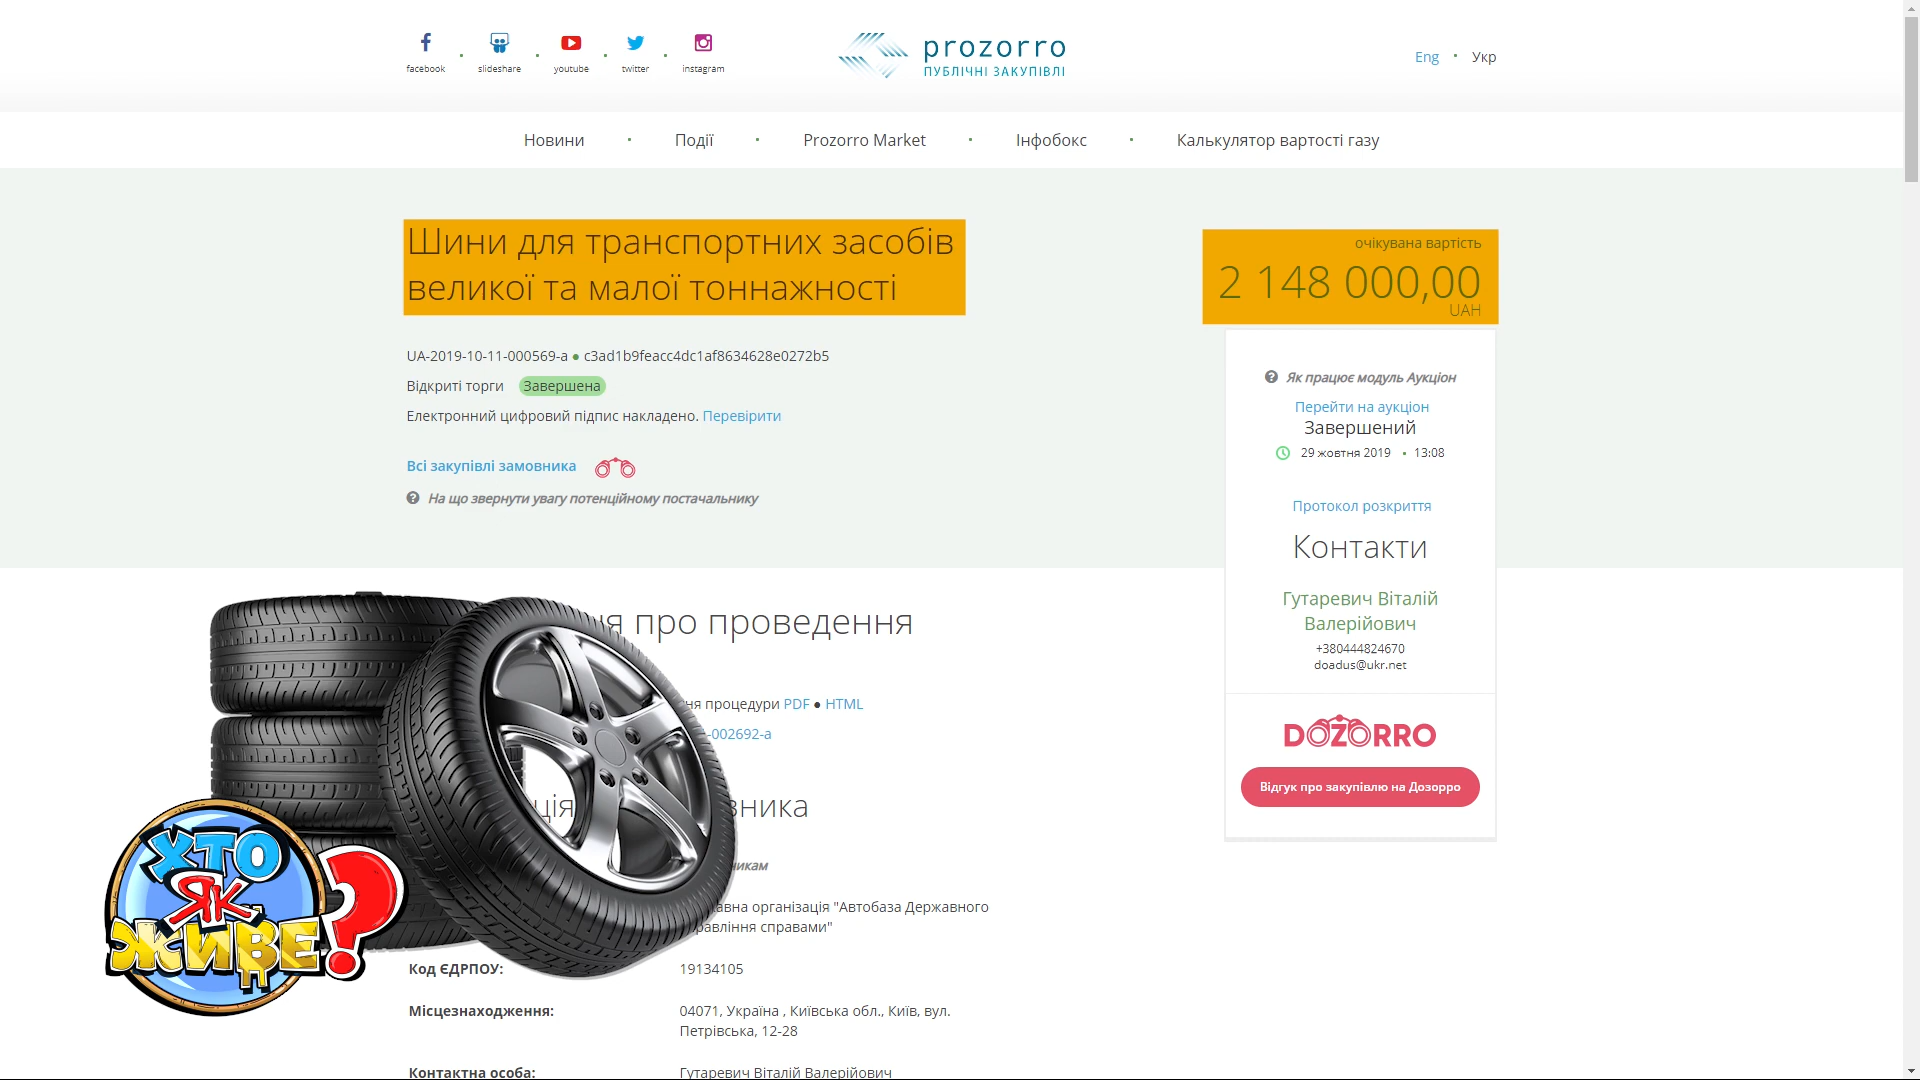 facebook
slideshare
youtube
twitter
instagram
prozorro
ПУБЛІЧНІ ЗАКУПІВЛІ
Eng
Укр
Новини
Події
Prozorro Market
Інфобокс
Калькулятор вартості газу
Шини для транспортних засобів
великої та малої тоннажності
очікувана вартість
2 148 000,00
UAH
UA-2019-10-11-000569-a ● c3ad1b9feacc4dc1af8634628e0272b5
Відкриті торги Завершена
Електронний цифровий підпис накладено. Перевірити
Всі закупівлі замовника
На що звернути увагу потенційному постачальнику
Як працює модуль Аукціон
Перейти на аукціон
Завершений
29 жовтня 2019 • 13:08
Протокол розкриття
Контакти
Гутаревич Віталій
Валерійович
+380444824670
doadus@ukr.net
DOZORRO
Відгук про закупівлю на Дозорро
про проведення
процедури PDF ● HTML
-002692-a
організація "Автобаза Державного
справами"
Код ЄДРПОУ: 19134105
Місцезнаходження: 04071, Україна , Київська обл., Київ, вул.
Петрівська, 12-28
Контактна особа: Гутаревич Віталій Валерійович
ХТО
ЯК
ЖИВЕ?